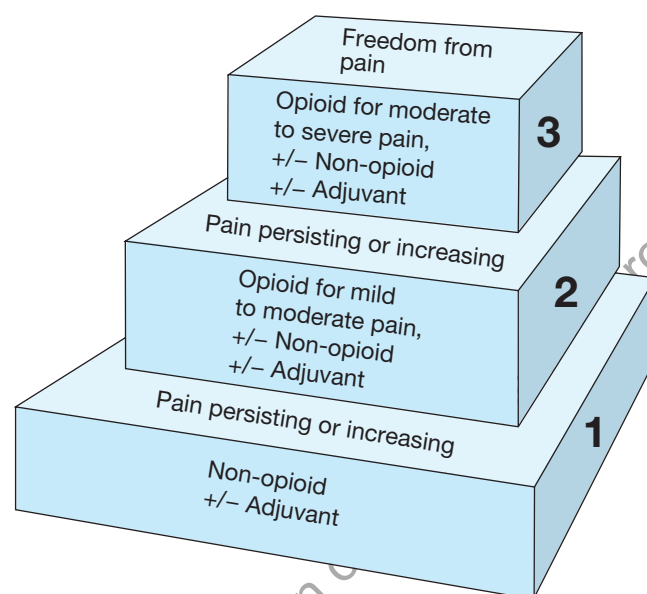 Freedom from
pain
Opioid for moderate
to severe pain,
+/– Non-opioid
+/– Adjuvant
3
Pain persisting or increasing
Opioid for mild
to moderate pain,
+/– Non-opioid
+/– Adjuvant
2
Pain persisting or increasing
1
Non-opioid
+/– Adjuvant